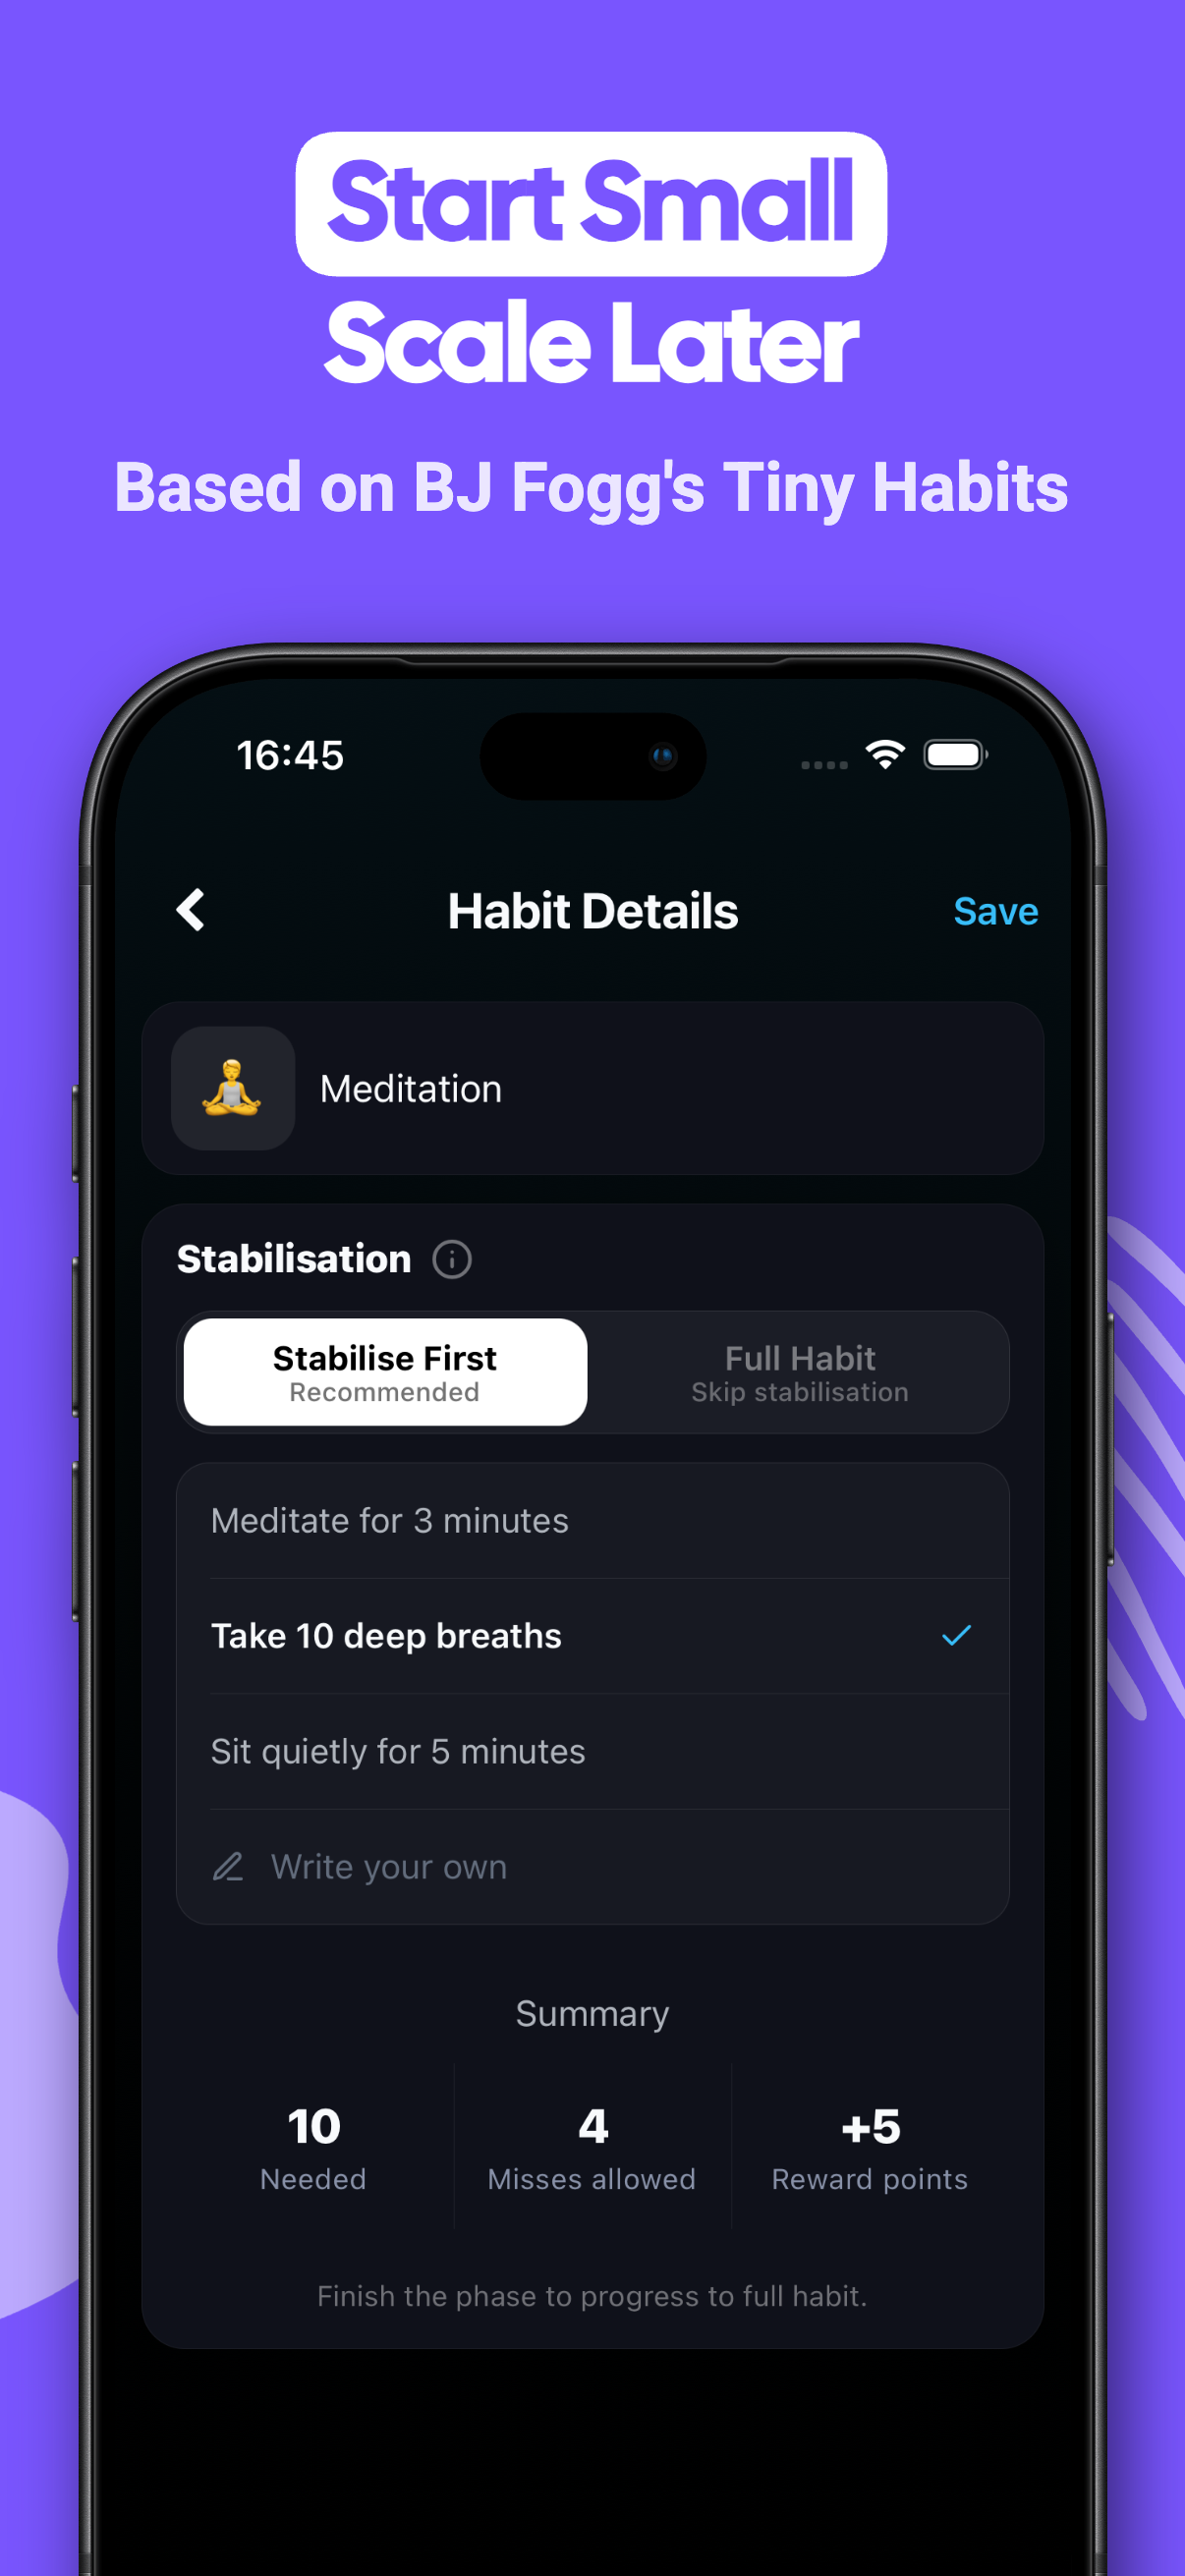 Start Small
Scale Later
Based on BJ Fogg's Tiny Habits
16:45
Habit Details
Save
Meditation
Stabilisation
Stabilise First
Recommended
Full Habit
Skip stabilisation
Meditate for 3 minutes
Take 10 deep breaths
Sit quietly for 5 minutes
Write your own
Summary
10
Needed
4
Misses allowed
+5
Reward points
Finish the phase to progress to full habit.